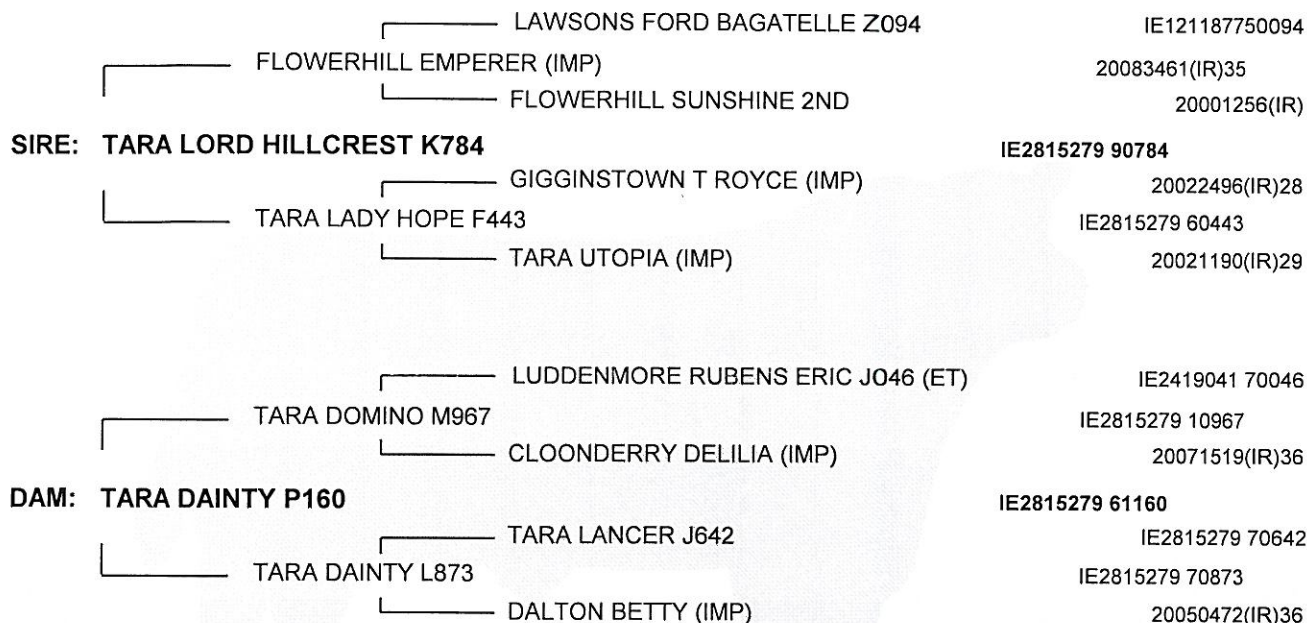 LAWSONS FORD BAGATELLE Z094 IE121187750094
FLOWERHILL EMPERER (IMP) 20083461(IR)35
FLOWERHILL SUNSHINE 2ND 20001256(IR)
SIRE: TARA LORD HILLCREST K784 IE2815279 90784
GIGGINSTOWN T ROYCE (IMP) 20022496(IR)28
TARA LADY HOPE F443 IE2815279 60443
TARA UTOPIA (IMP) 20021190(IR)29
LUDDENMORE RUBENS ERIC J046 (ET) IE2419041 70046
TARA DOMINO M967 IE2815279 10967
CLOONDERRY DELILIA (IMP) 20071519(IR)36
DAM: TARA DAINTY P160 IE2815279 61160
TARA LANCER J642 IE2815279 70642
TARA DAINTY L873 IE2815279 70873
DALTON BETTY (IMP) 20050472(IR)36